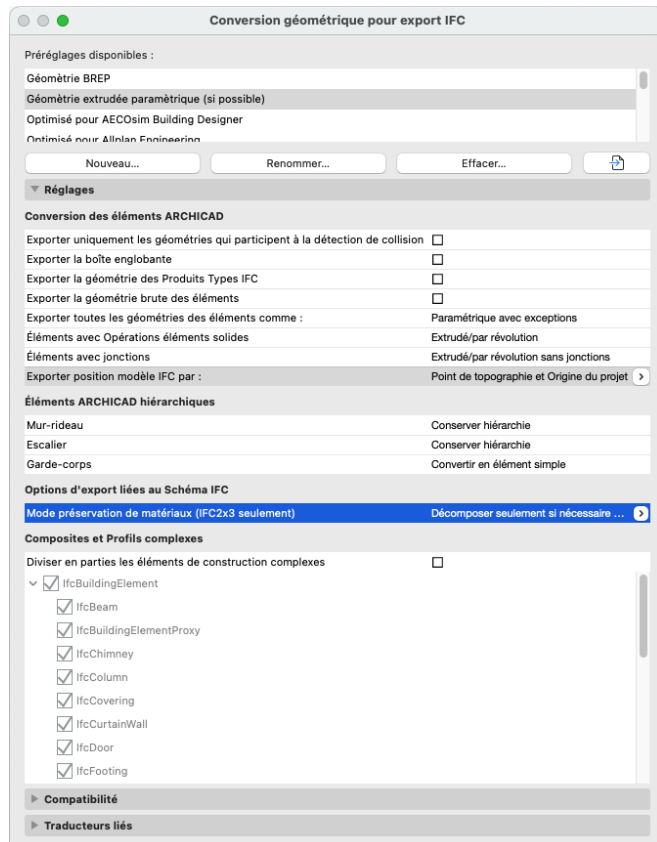 Conversion géométrique pour export IFC
Préréglages disponibles :
Géomètrie BREP
Géomètrie extrudée paramètrique (si possible)
Optimisé pour AECOsim Building Designer
Optimisé pour Allplan Engineering
Nouveau... Renommer... Effacer...
Réglages
Conversion des éléments ARCHICAD
Exporter uniquement les géométries qui participent à la détection de collision
Exporter la boîte englobante
Exporter la géométrie des Produits Types IFC
Exporter la géométrie brute des éléments
Exporter toutes les géométries des éléments comme : Paramétrique avec exceptions
Éléments avec Opérations éléments solides Extrudé/par révolution
Éléments avec jonctions Extrudé/par révolution sans jonctions
Exporter position modèle IFC par : Point de topographie et Origine du projet
Éléments ARCHICAD hiérarchiques
Mur-rideau Conserver hiérarchie
Escalier Conserver hiérarchie
Garde-corps Convertir en élément simple
Options d'export liées au Schéma IFC
Mode préservation de matériaux (IFC2x3 seulement) Décomposer seulement si nécessaire ...
Composites et Profils complexes
Diviser en parties les éléments de construction complexes
IfcBuildingElement
IfcBeam
IfcBuildingElementProxy
IfcChimney
IfcColumn
IfcCovering
IfcCurtainWall
IfcDoor
IfcFooting
Compatibilité
Traducteurs liés